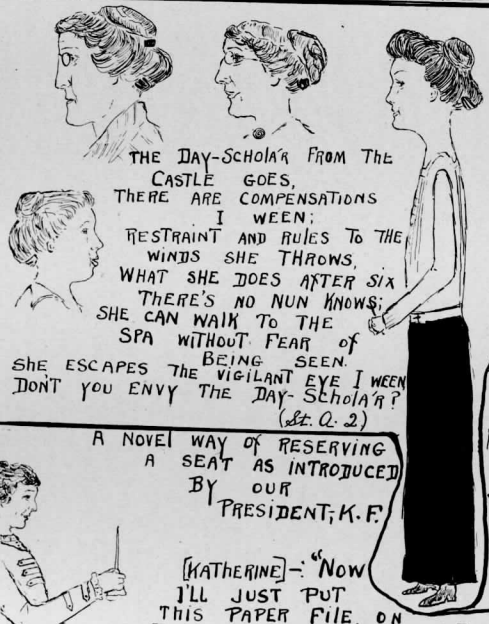 THE DAY-SCHOLA'R FROM THE
CASTLE GOES,
THERE ARE COMPENSATIONS
I WEEN;
RESTRAINT AND RULES TO THE
WINDS SHE THROWS,
WHAT SHE DOES AFTER SIX
THERE'S NO NUN KNOWS;
SHE CAN WALK TO THE
SPA WITHOUT FEAR OF
BEING SEEN.
SHE ESCAPES THE VIGILANT EYE I WEEN
DON'T YOU ENVY THE DAY-SCHOLA'R?
(St. A. 2)
A NOVEL WAY OF RESERVING
A SEAT AS INTRODUCED
BY OUR
PRESIDENT, K.F.
[KATHERINE]-: "NOW
I'LL JUST PUT
THIS PAPER FILE ON